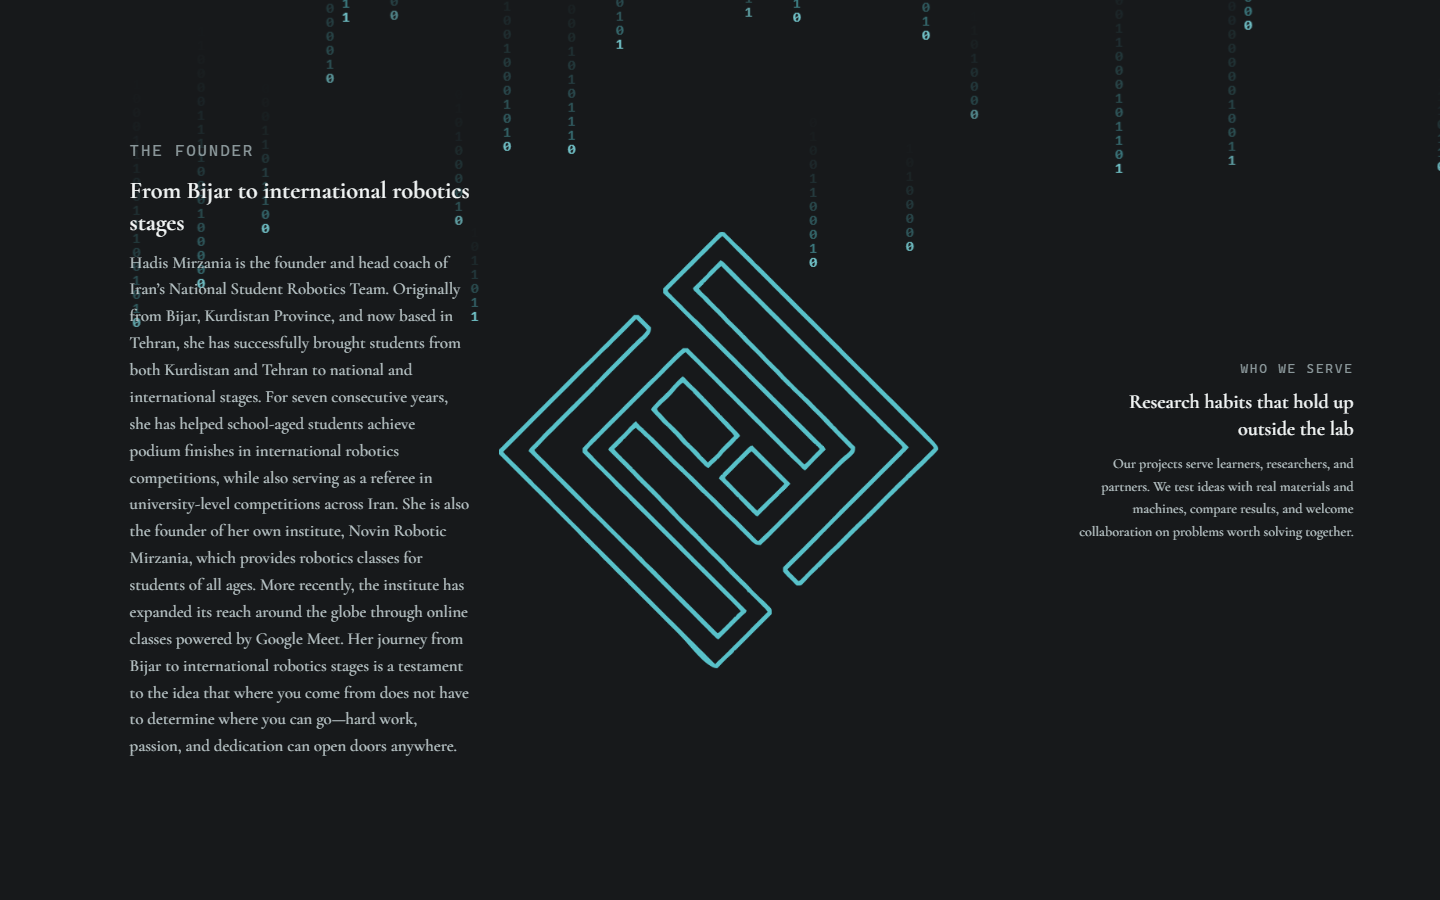 THE FOUNDER
From Bijar to international robotics
stages
Hadis Mirzania is the founder and head coach of
Iran’s National Student Robotics Team. Originally
from Bijar, Kurdistan Province, and now based in
Tehran, she has successfully brought students from
both Kurdistan and Tehran to national and
international stages. For seven consecutive years,
she has helped school-aged students achieve
podium finishes in international robotics
competitions, while also serving as a referee in
university-level competitions across Iran. She is also
the founder of her own institute, Novin Robotic
Mirzania, which provides robotics classes for
students of all ages. More recently, the institute has
expanded its reach around the globe through online
classes powered by Google Meet. Her journey from
Bijar to international robotics stages is a testament
to the idea that where you come from does not have
to determine where you can go—hard work,
passion, and dedication can open doors anywhere.
WHO WE SERVE
Research habits that hold up
outside the lab
Our projects serve learners, researchers, and
partners. We test ideas with real materials and
machines, compare results, and welcome
collaboration on problems worth solving together.